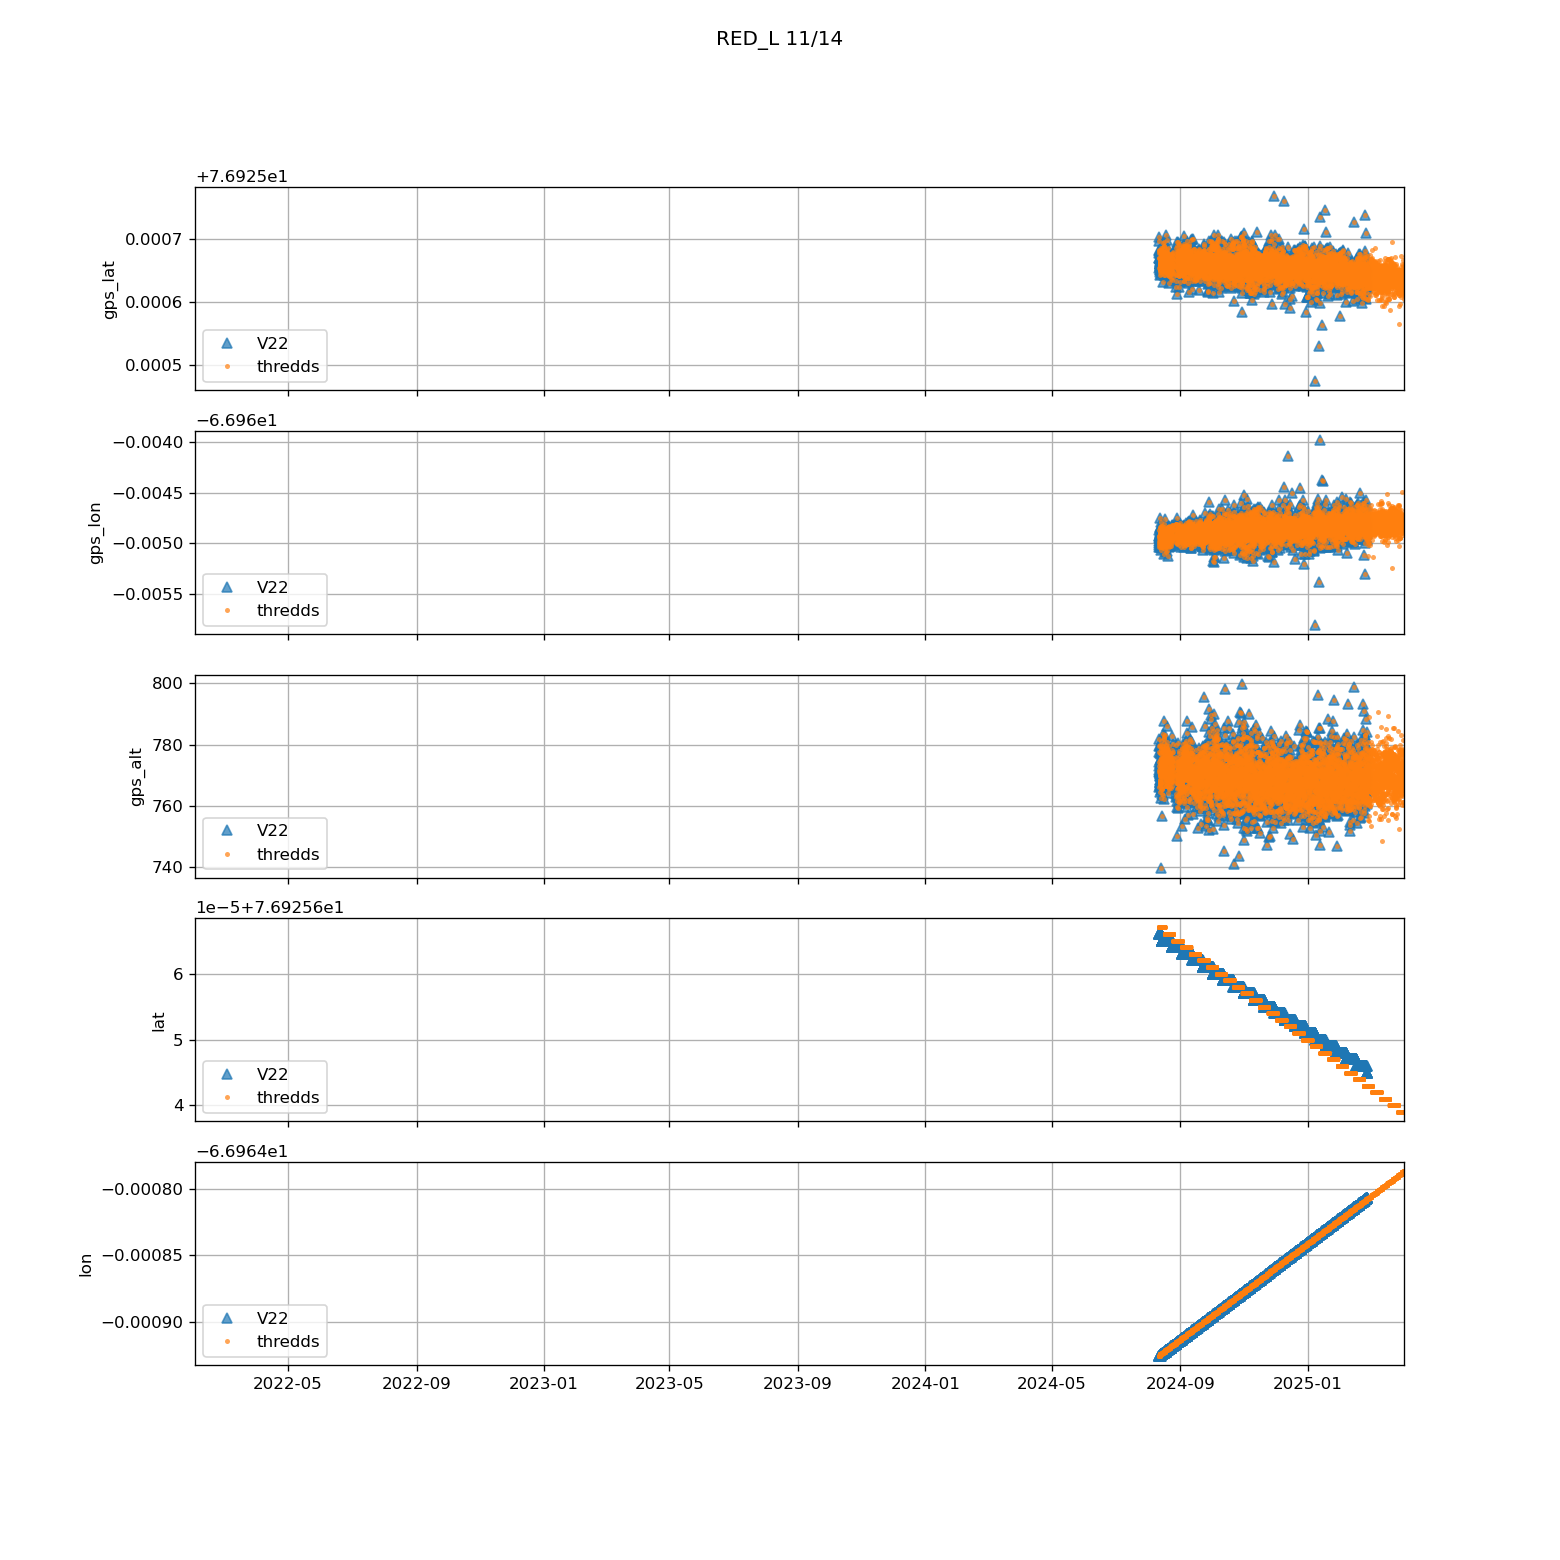 RED_L 11/14
+7.6925e1
0.0007
0.0006
0.0005
gps_lat
V22
thredds
−6.696e1
−0.0040
−0.0045
−0.0050
−0.0055
gps_lon
V22
thredds
800
780
760
740
gps_alt
V22
thredds
1e−5+7.69256e1
6
5
4
lat
V22
thredds
−6.6964e1
−0.00080
−0.00085
−0.00090
lon
V22
thredds
2022-05 2022-09 2023-01 2023-05 2023-09 2024-01 2024-05 2024-09 2025-01